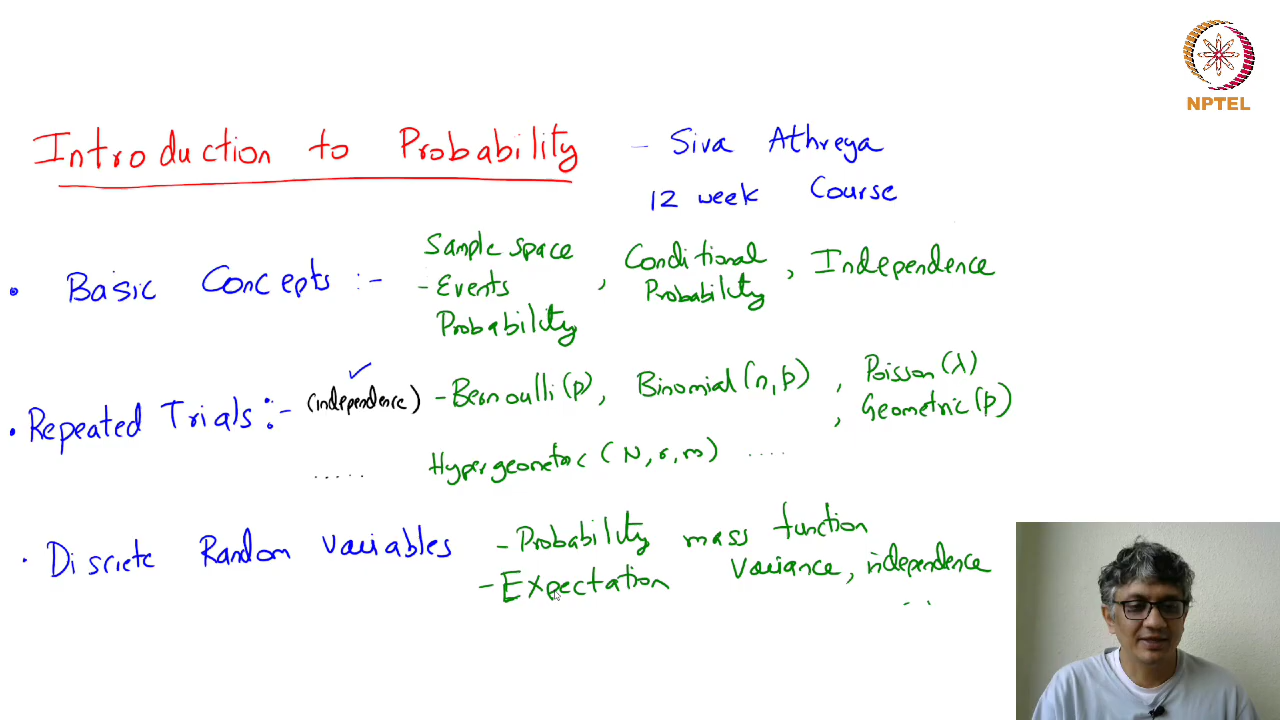 NPTEL
Introduction to Probability - Siva Athreya
12 week Course
• Basic Concepts :- Sample space
- Events
Probability
, Conditional
Probability
, Independence
• Repeated Trials :- (independence) - Bernoulli (p), Binomial (n, p) , Poisson (λ)
, Geometric (p)
..... Hypergeometric (N, r, m) ....
• Discrete Random variables - Probability mass function
- Expectation Variance, independence
...